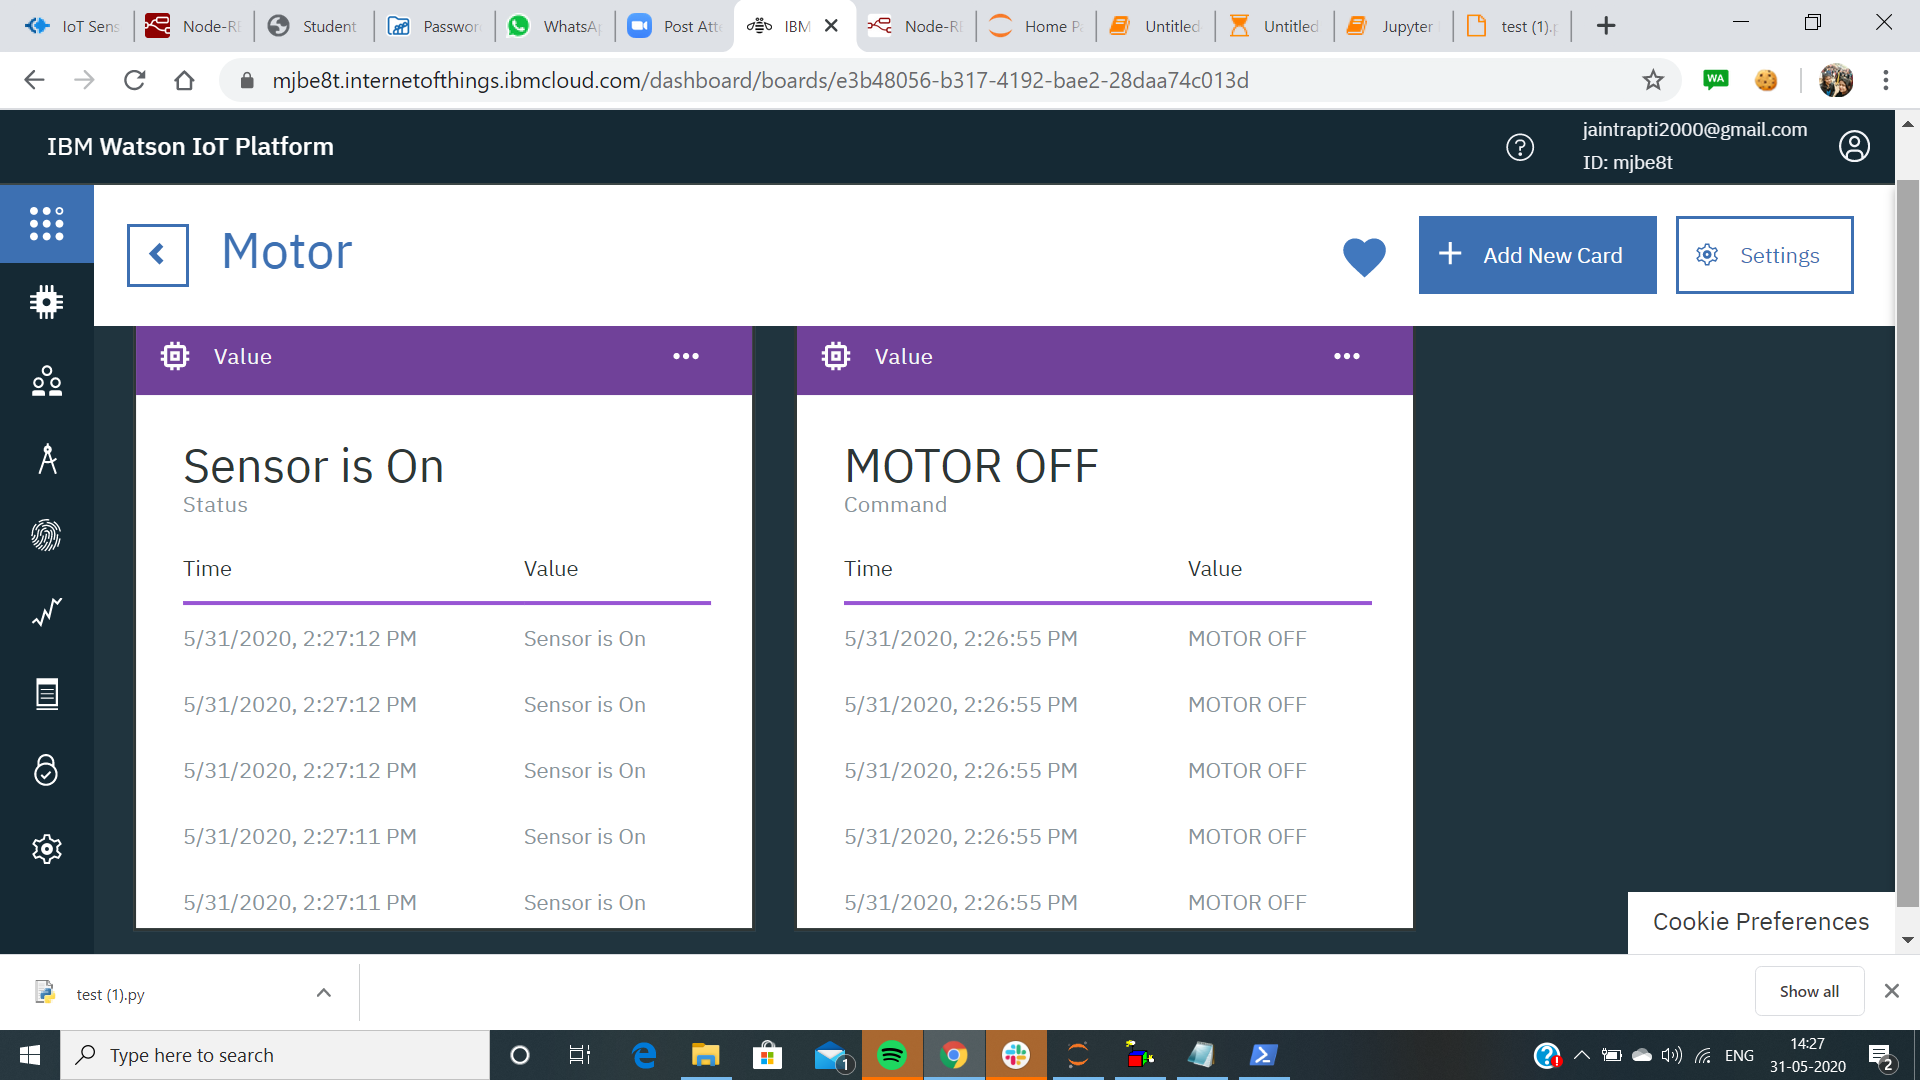 IoT Sens
Node-RE
Student
Passwor
WhatsA
Post Atte
IBM
Node-RE
Home Pa
Untitled
Untitled
Jupyter
test (1).p
mjbe8t.internetofthings.ibmcloud.com/dashboard/boards/e3b48056-b317-4192-bae2-28daa74c013d
WA
IBM Watson IoT Platform
jaintrapti2000@gmail.com
ID: mjbe8t
Motor
Add New Card
Settings
Value
Value
Sensor is On
Status
MOTOR OFF
Command
Time Value
Time Value
5/31/2020, 2:27:12 PM Sensor is On
5/31/2020, 2:26:55 PM MOTOR OFF
5/31/2020, 2:27:12 PM Sensor is On
5/31/2020, 2:26:55 PM MOTOR OFF
5/31/2020, 2:27:12 PM Sensor is On
5/31/2020, 2:26:55 PM MOTOR OFF
5/31/2020, 2:27:11 PM Sensor is On
5/31/2020, 2:26:55 PM MOTOR OFF
5/31/2020, 2:27:11 PM Sensor is On
5/31/2020, 2:26:55 PM MOTOR OFF
Cookie Preferences
test (1).py
Show all
Type here to search
1
ENG
14:27
31-05-2020
2